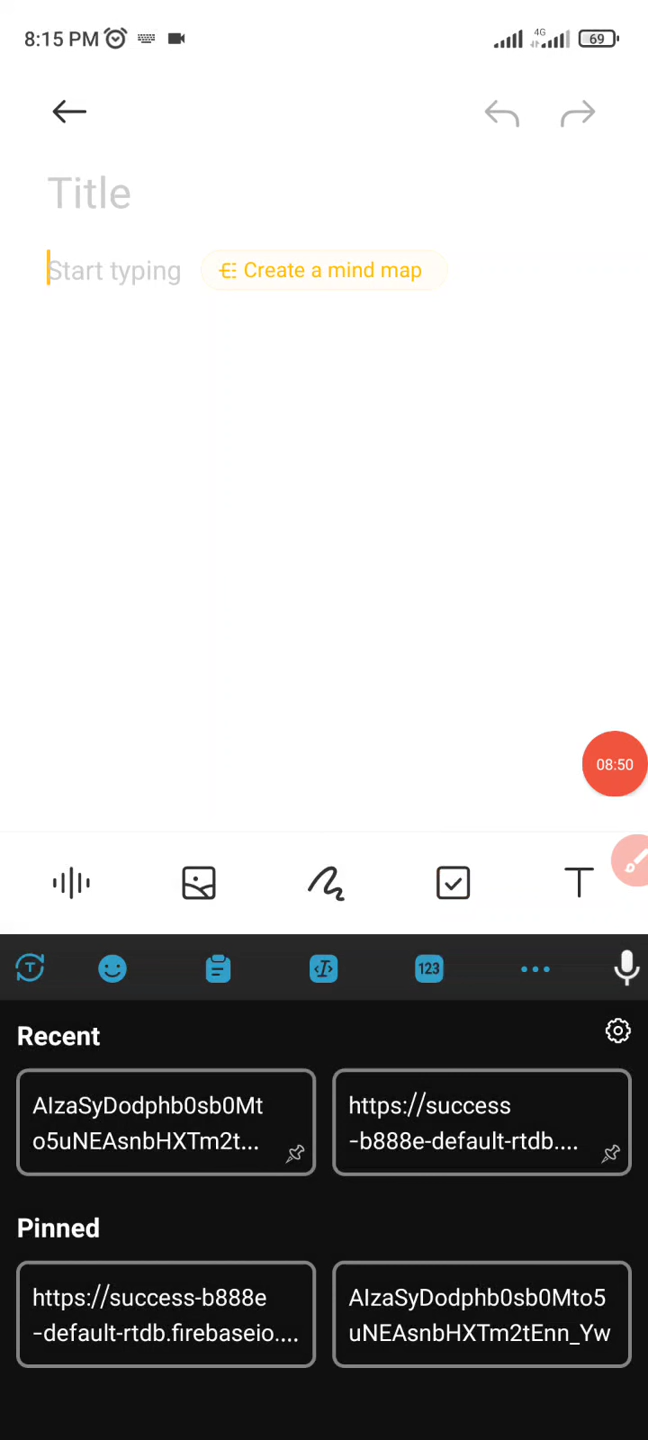 8:15 PM
4G
69
Title
Start typing
Create a mind map
08:50
T
T
123
Recent
AIzaSyDodphb0sb0Mt
o5uNEAsnbHXTm2t...
https://success
-b888e-default-rtdb....
Pinned
https://success-b888e
-default-rtdb.firebaseio....
AIzaSyDodphb0sb0Mto5
uNEAsnbHXTm2tEnn_Yw